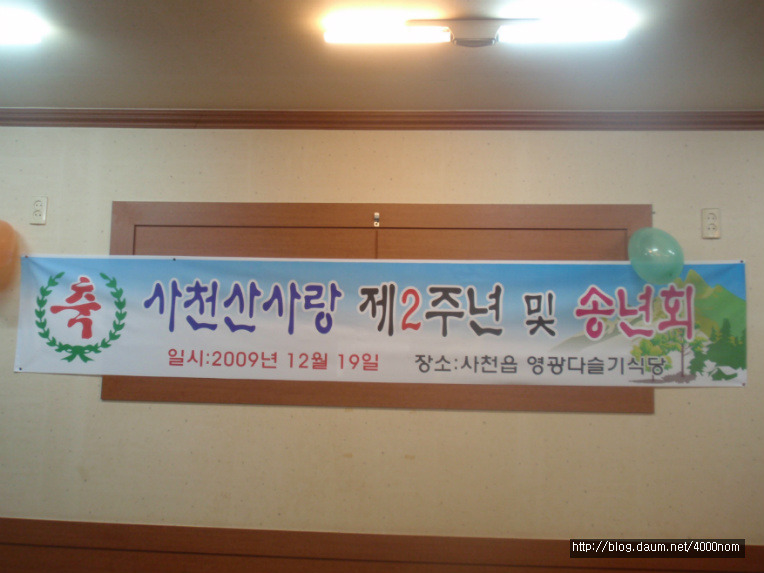 축 사천산사랑 제2주년 및 송년회
일시:2009년 12월 19일 장소:사천읍 영광다슬기식당
http://blog.daum.net/4000nom